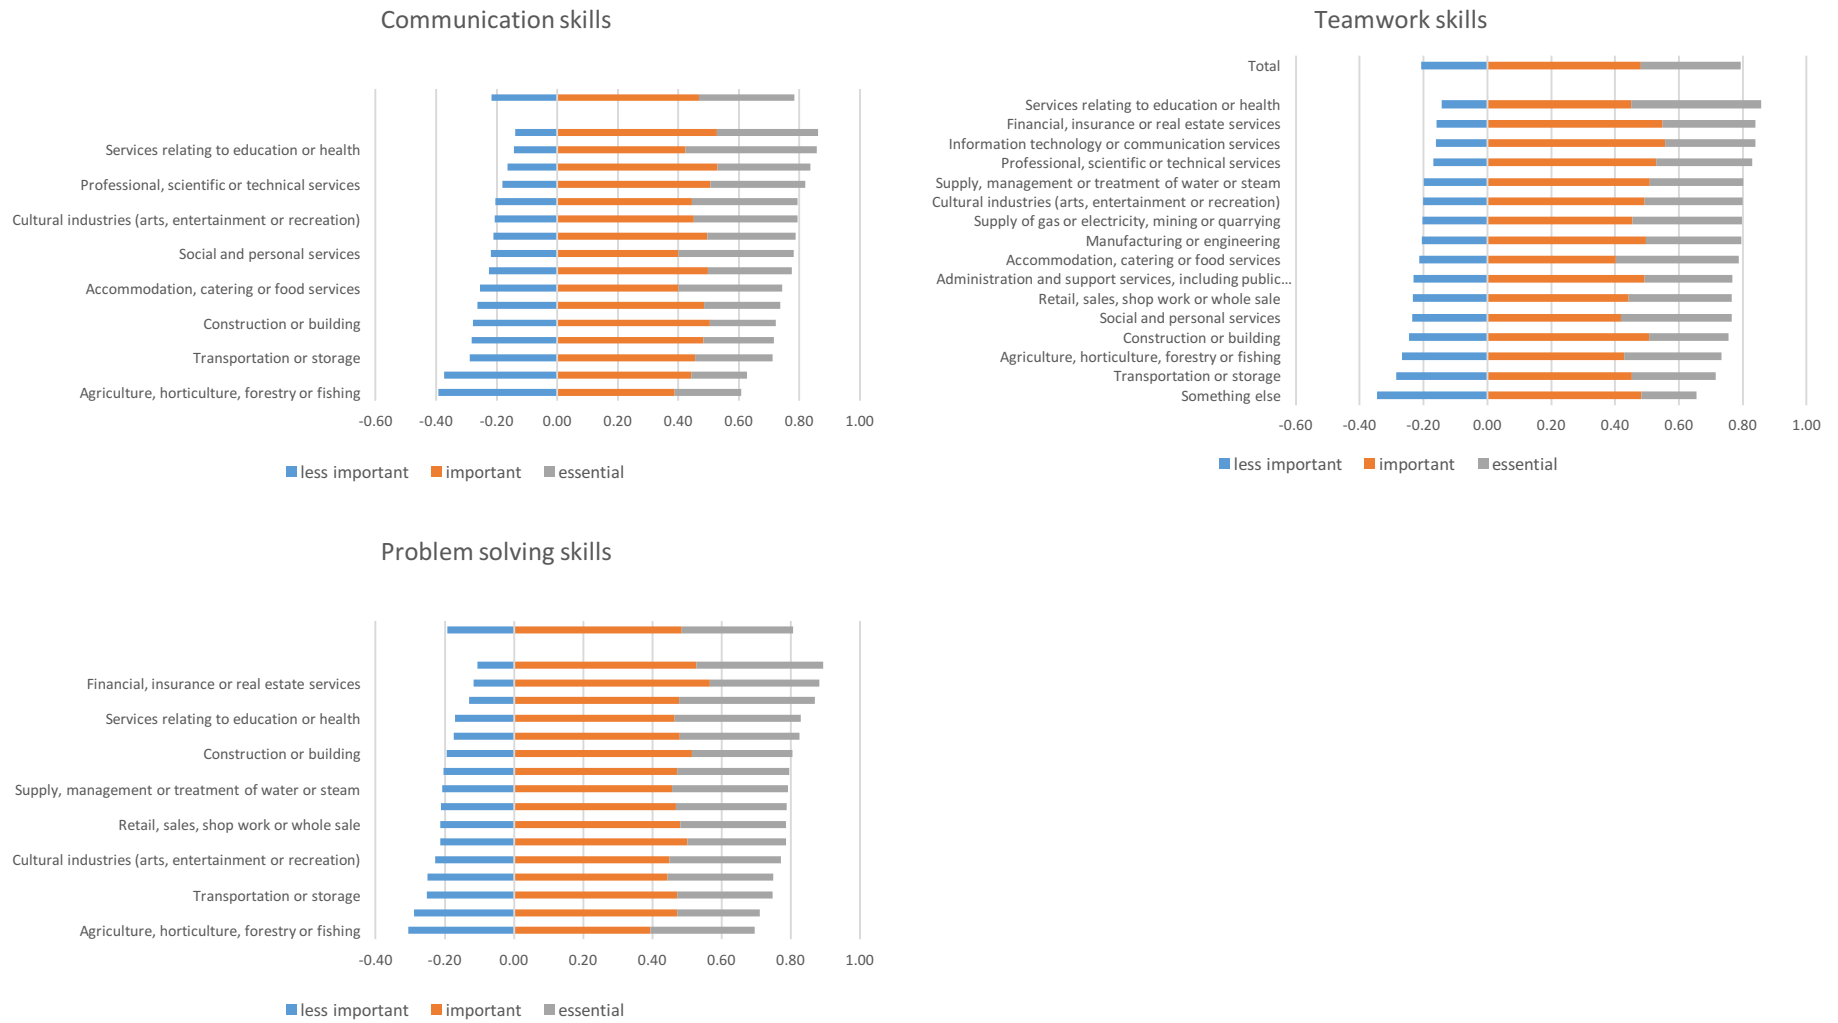 Communication skills
Services relating to education or health
Professional, scientific or technical services
Cultural industries (arts, entertainment or recreation)
Social and personal services
Accommodation, catering or food services
Construction or building
Transportation or storage
Agriculture, horticulture, forestry or fishing
-0.60 -0.40 -0.20 0.00 0.20 0.40 0.60 0.80 1.00
less important important essential
Teamwork skills
Total
Services relating to education or health
Financial, insurance or real estate services
Information technology or communication services
Professional, scientific or technical services
Supply, management or treatment of water or steam
Cultural industries (arts, entertainment or recreation)
Supply of gas or electricity, mining or quarrying
Manufacturing or engineering
Accommodation, catering or food services
Administration and support services, including public...
Retail, sales, shop work or whole sale
Social and personal services
Construction or building
Agriculture, horticulture, forestry or fishing
Transportation or storage
Something else
-0.60 -0.40 -0.20 0.00 0.20 0.40 0.60 0.80 1.00
less important important essential
Problem solving skills
Financial, insurance or real estate services
Services relating to education or health
Construction or building
Supply, management or treatment of water or steam
Retail, sales, shop work or whole sale
Cultural industries (arts, entertainment or recreation)
Transportation or storage
Agriculture, horticulture, forestry or fishing
-0.40 -0.20 0.00 0.20 0.40 0.60 0.80 1.00
less important important essential